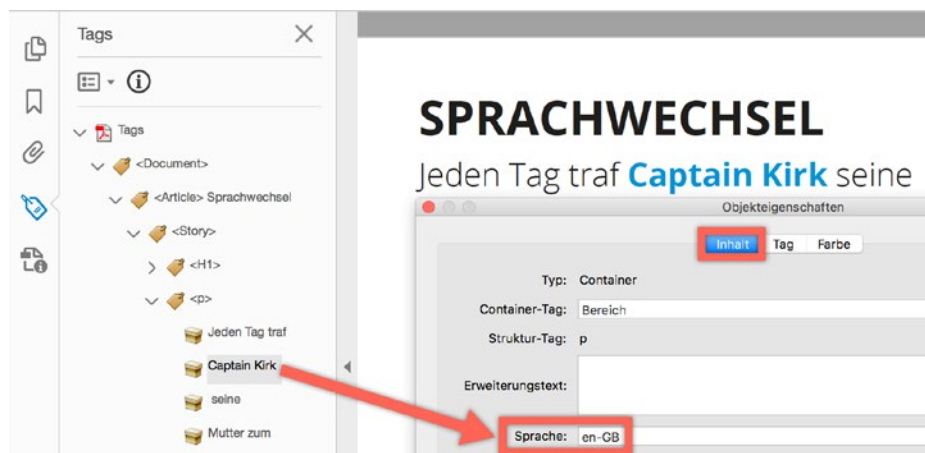 Tags
Tags
<Document>
<Article> Sprachwechsel
<Story>
<H1>
<p>
Jeden Tag traf
Captain Kirk
seine
Mutter zum
SPRACHWECHSEL
Jeden Tag traf Captain Kirk seine
Objekteigenschaften
Inhalt Tag Farbe
Typ: Container
Container-Tag: Bereich
Struktur-Tag: p
Erweiterungstext:
Sprache: en-GB